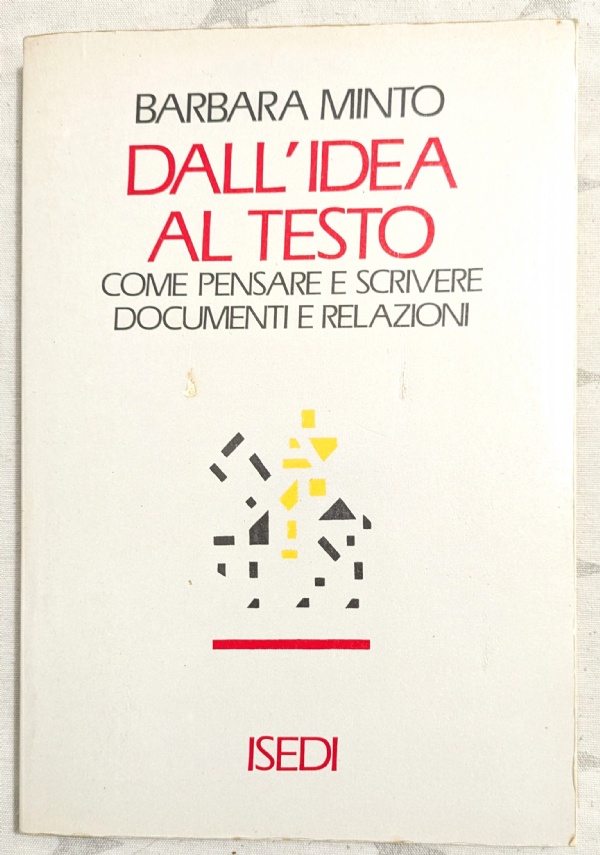 BARBARA MINTO
DALL'IDEA
AL TESTO
COME PENSARE E SCRIVERE
DOCUMENTI E RELAZIONI
ISEDI